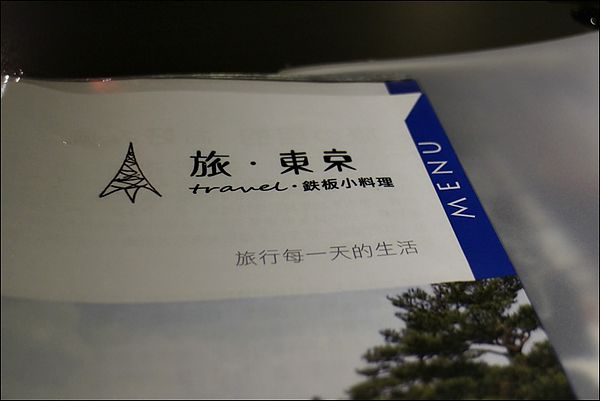 旅·東京
travel·鉄板小料理
MENU
旅行每一天的生活